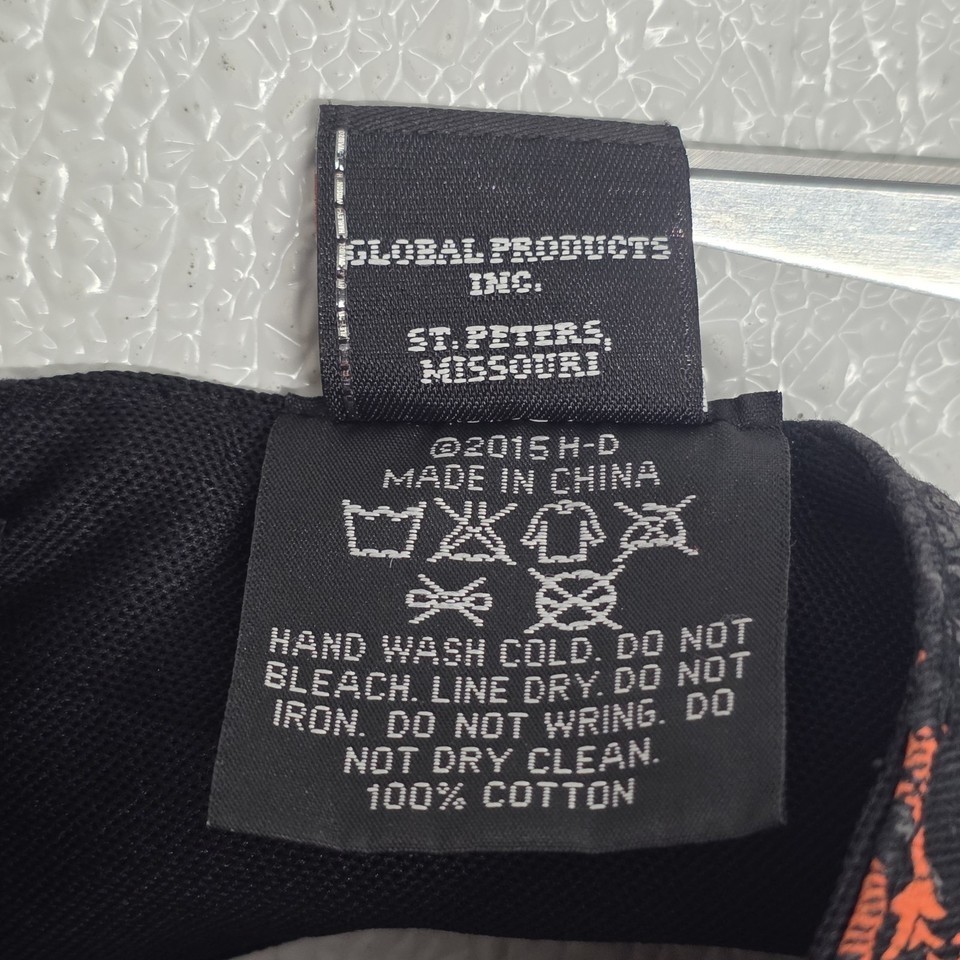 GLOBAL PRODUCTS
INC.
ST. PETERS,
MISSOURI
©2015 H-D
MADE IN CHINA
HAND WASH COLD. DO NOT
BLEACH. LINE DRY. DO NOT
IRON. DO NOT WRING. DO
NOT DRY CLEAN.
100% COTTON